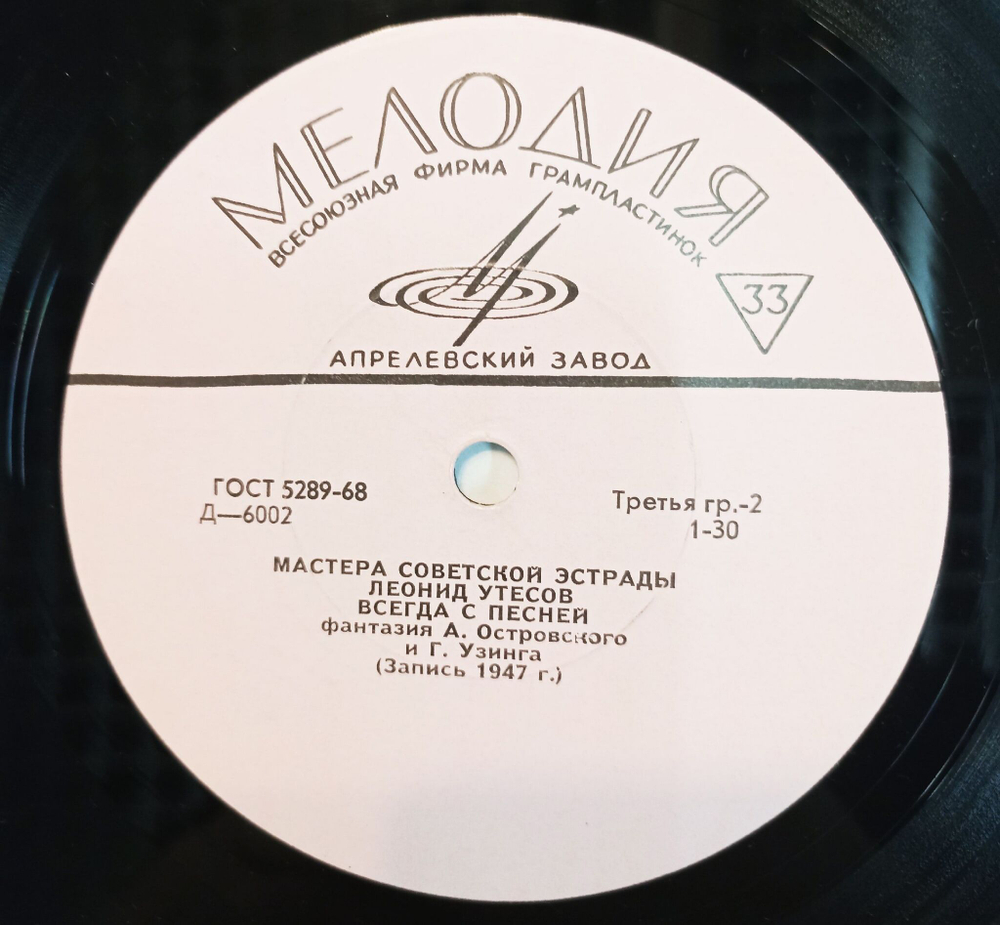 МЕЛОДИЯ
ВСЕСОЮЗНАЯ ФИРМА ГРАМПЛАСТИНОК
33
АПРЕЛЕВСКИЙ ЗАВОД
ГОСТ 5289-68
Д—6002
Третья гр.-2
1-30
МАСТЕРА СОВЕТСКОЙ ЭСТРАДЫ
ЛЕОНИД УТЕСОВ
ВСЕГДА С ПЕСНЕЙ
фантазия А. Островского
и Г. Узинга
(Запись 1947 г.)